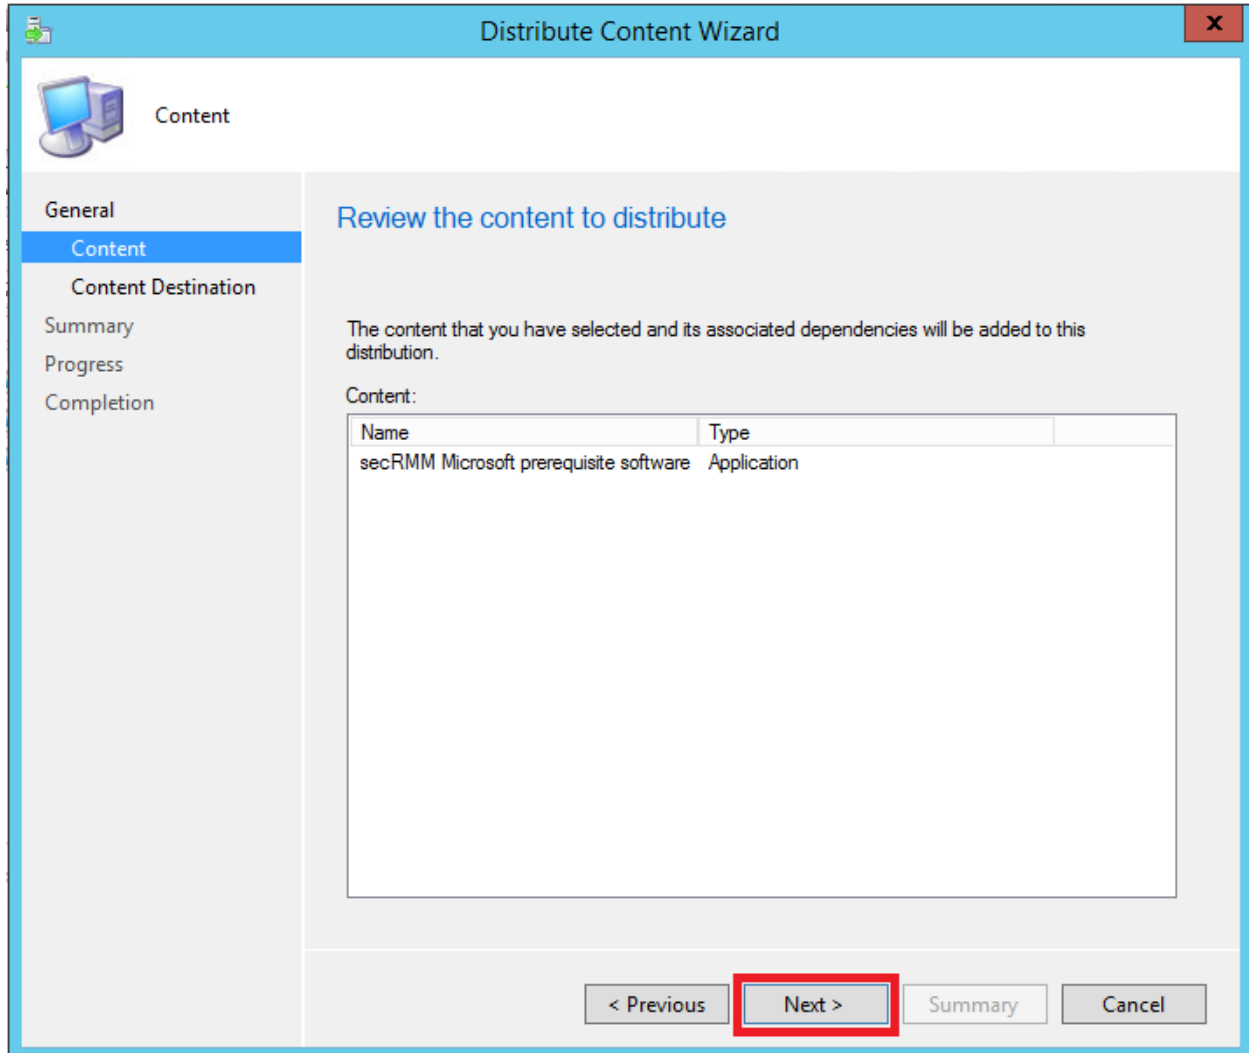 Distribute Content Wizard
X
Content
General
Content
Content Destination
Summary
Progress
Completion
Review the content to distribute
The content that you have selected and its associated dependencies will be added to this
distribution.
Content:
Name Type
secRMM Microsoft prerequisite software Application
< Previous Next > Summary Cancel